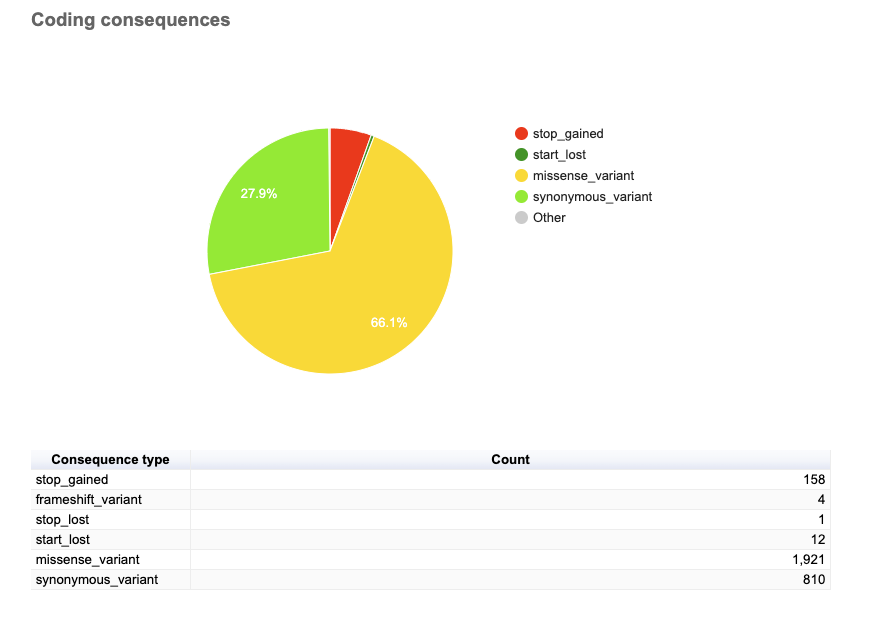 Coding consequences
27.9%
66.1%
stop_gained
start_lost
missense_variant
synonymous_variant
Other
Consequence type Count
stop_gained 158
frameshift_variant 4
stop_lost 1
start_lost 12
missense_variant 1,921
synonymous_variant 810